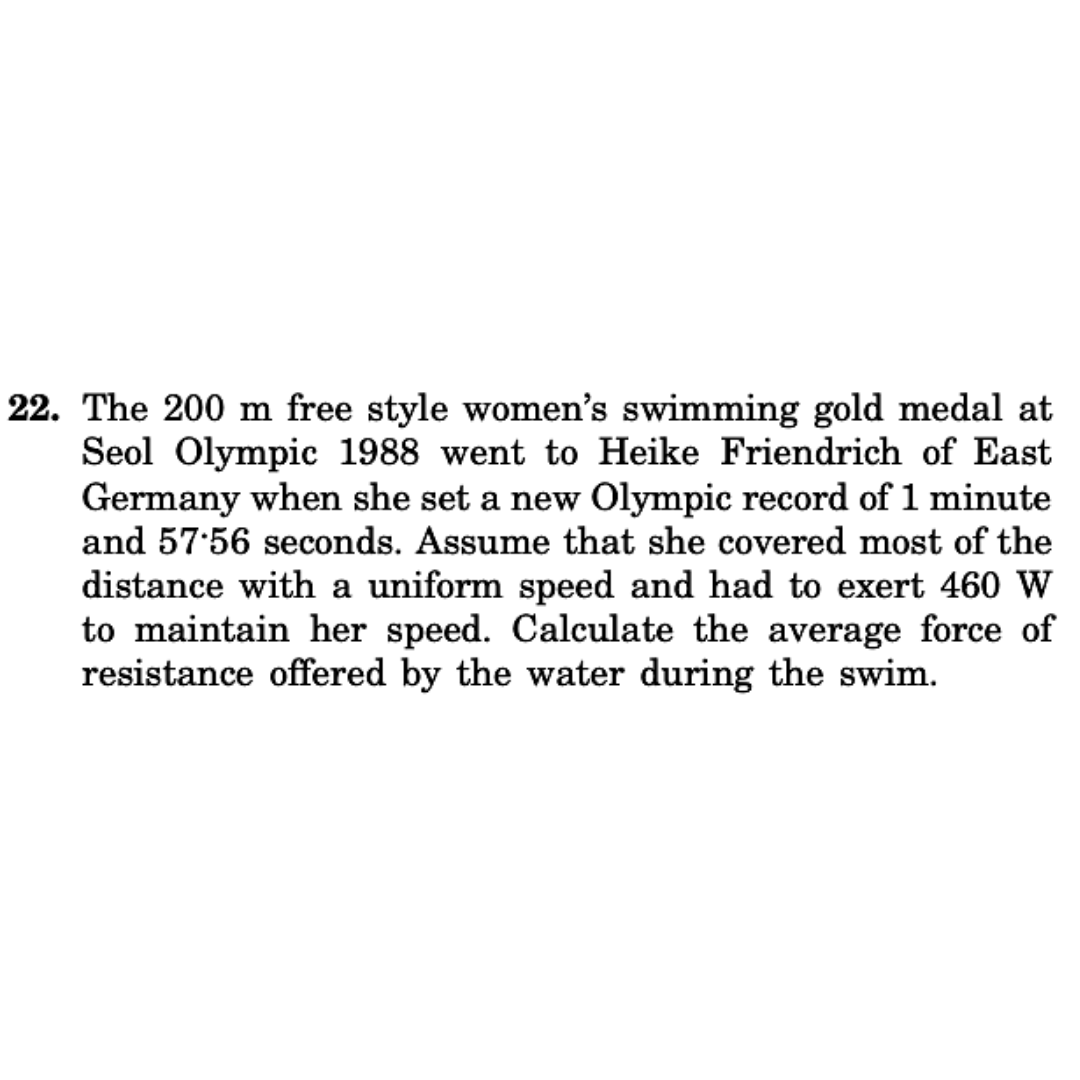 22. The 200 m free style women's swimming gold medal at
Seol Olympic 1988 went to Heike Friendrich of East
Germany when she set a new Olympic record of 1 minute
and 57·56 seconds. Assume that she covered most of the
distance with a uniform speed and had to exert 460 W
to maintain her speed. Calculate the average force of
resistance offered by the water during the swim.